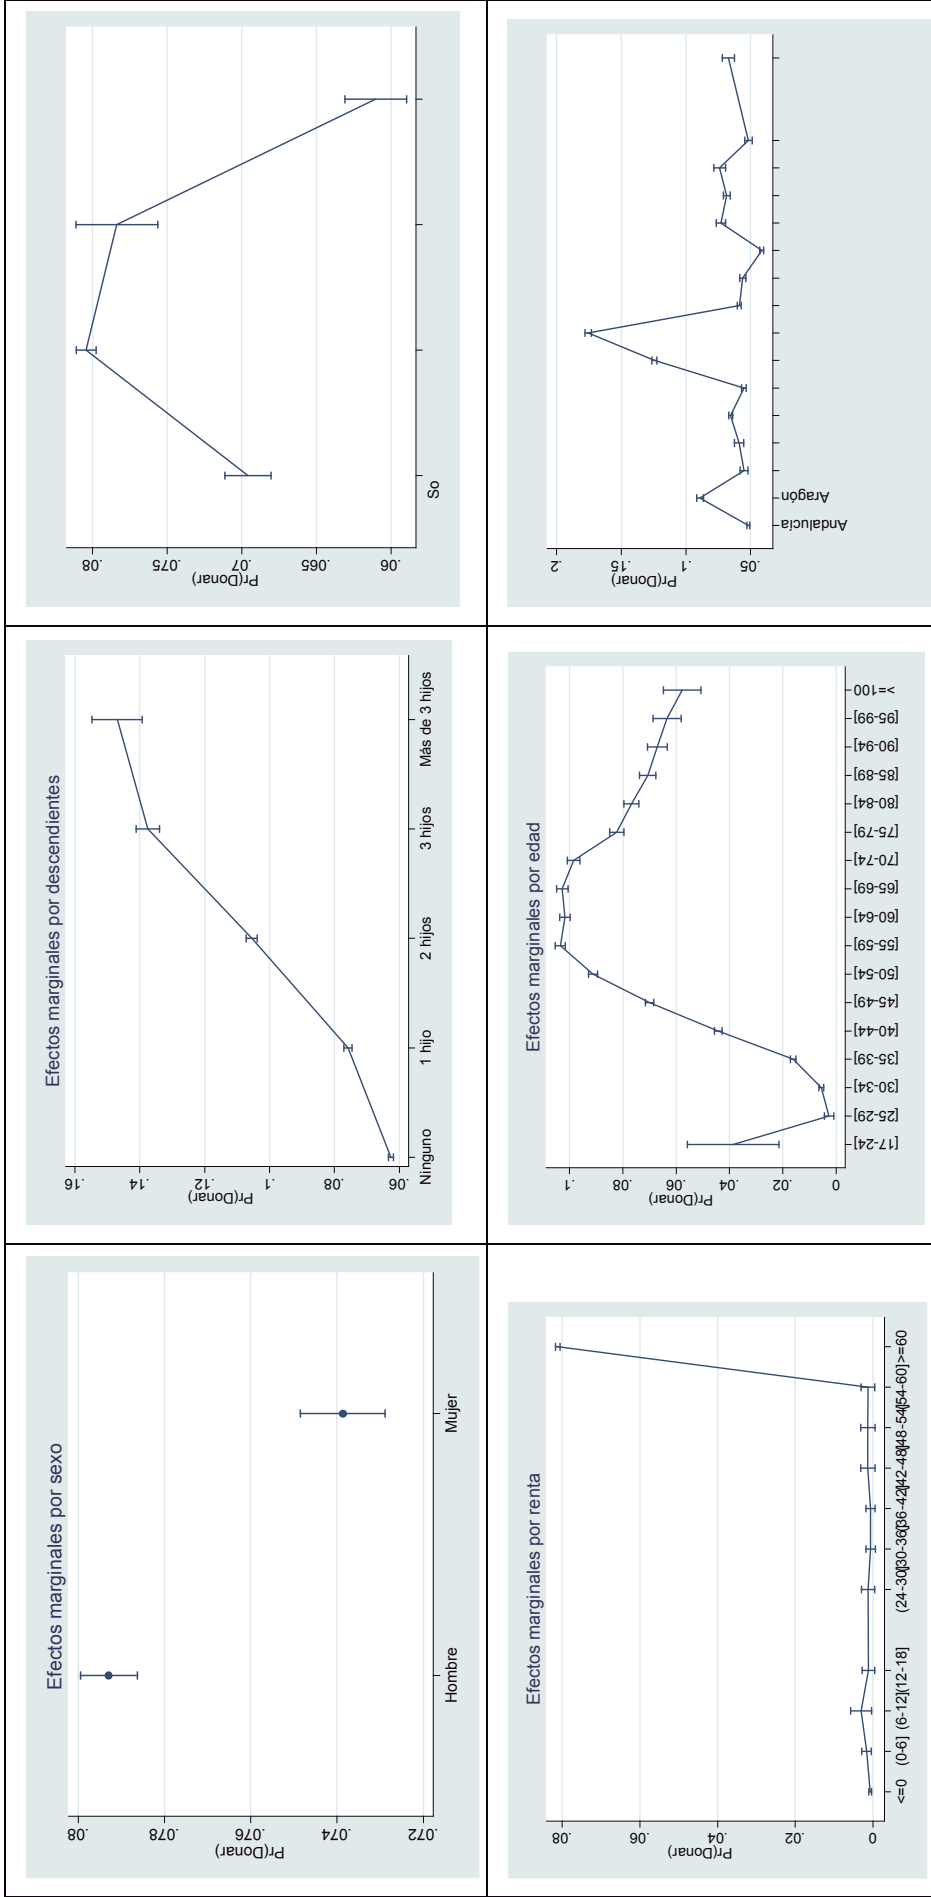 Pr(Donar)
.08
.075
.07
.065
.06
So
Pr(Donar)
.2
.15
.1
.05
Andalucía
Aragón
Efectos marginales por descendientes
Pr(Donar)
.16
.14
.12
.1
.08
.06
Ninguno
1 hijo
2 hijos
3 hijos
Más de 3 hijos
Efectos marginales por edad
Pr(Donar)
.1
.08
.06
.04
.02
0
[17-24]
[25-29]
[30-34]
[35-39]
[40-44]
[45-49]
[50-54]
[55-59]
[60-64]
[65-69]
[70-74]
[75-79]
[80-84]
[85-89]
[90-94]
[95-99]
>=100
Efectos marginales por sexo
Pr(Donar)
.08
.078
.076
.074
.072
Hombre
Mujer
Efectos marginales por renta
Pr(Donar)
.08
.06
.04
.02
0
<=0
(0-6]
(6-12]
(12-18]
(24-30]
(30-36]
(36-42]
(42-48]
(48-54]
(54-60]
>=60